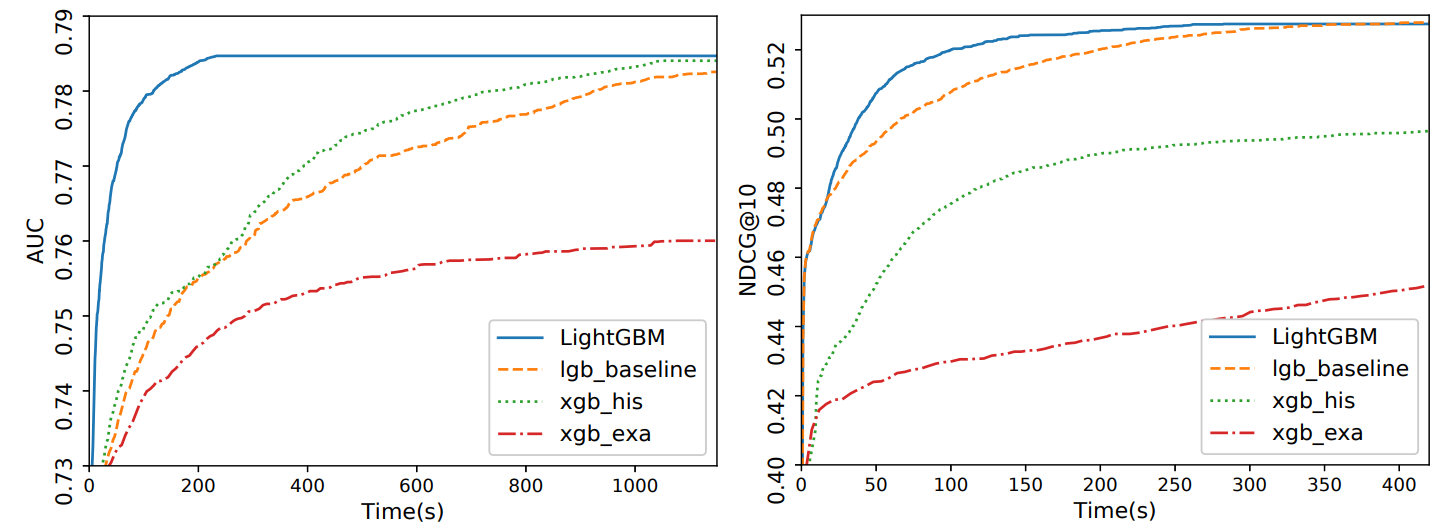 0.79
0.78
0.77
0.76
0.75
0.74
0.73
AUC
0 200 400 600 800 1000
Time(s)
LightGBM
lgb_baseline
xgb_his
xgb_exa
0.52
0.50
0.48
0.46
0.44
0.42
0.40
NDCG@10
0 50 100 150 200 250 300 350 400
Time(s)
LightGBM
lgb_baseline
xgb_his
xgb_exa